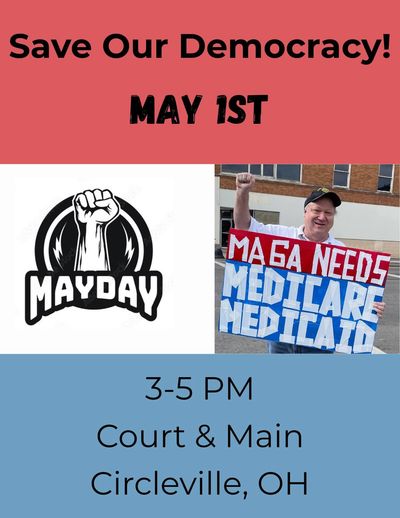 Save Our Democracy!
MAY 1ST
MAYDAY
MAGA NEEDS
MEDICARE
MEDICAID
3-5 PM
Court & Main
Circleville, OH